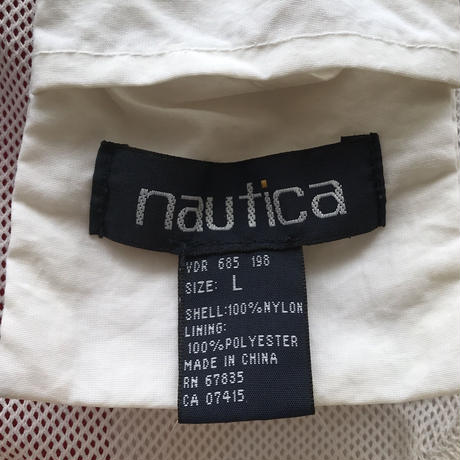 nautica
VDR 685 198
SIZE: L
SHELL:100%NYLON
LINING:
100%POLYESTER
MADE IN CHINA
RN 67835
CA 07415